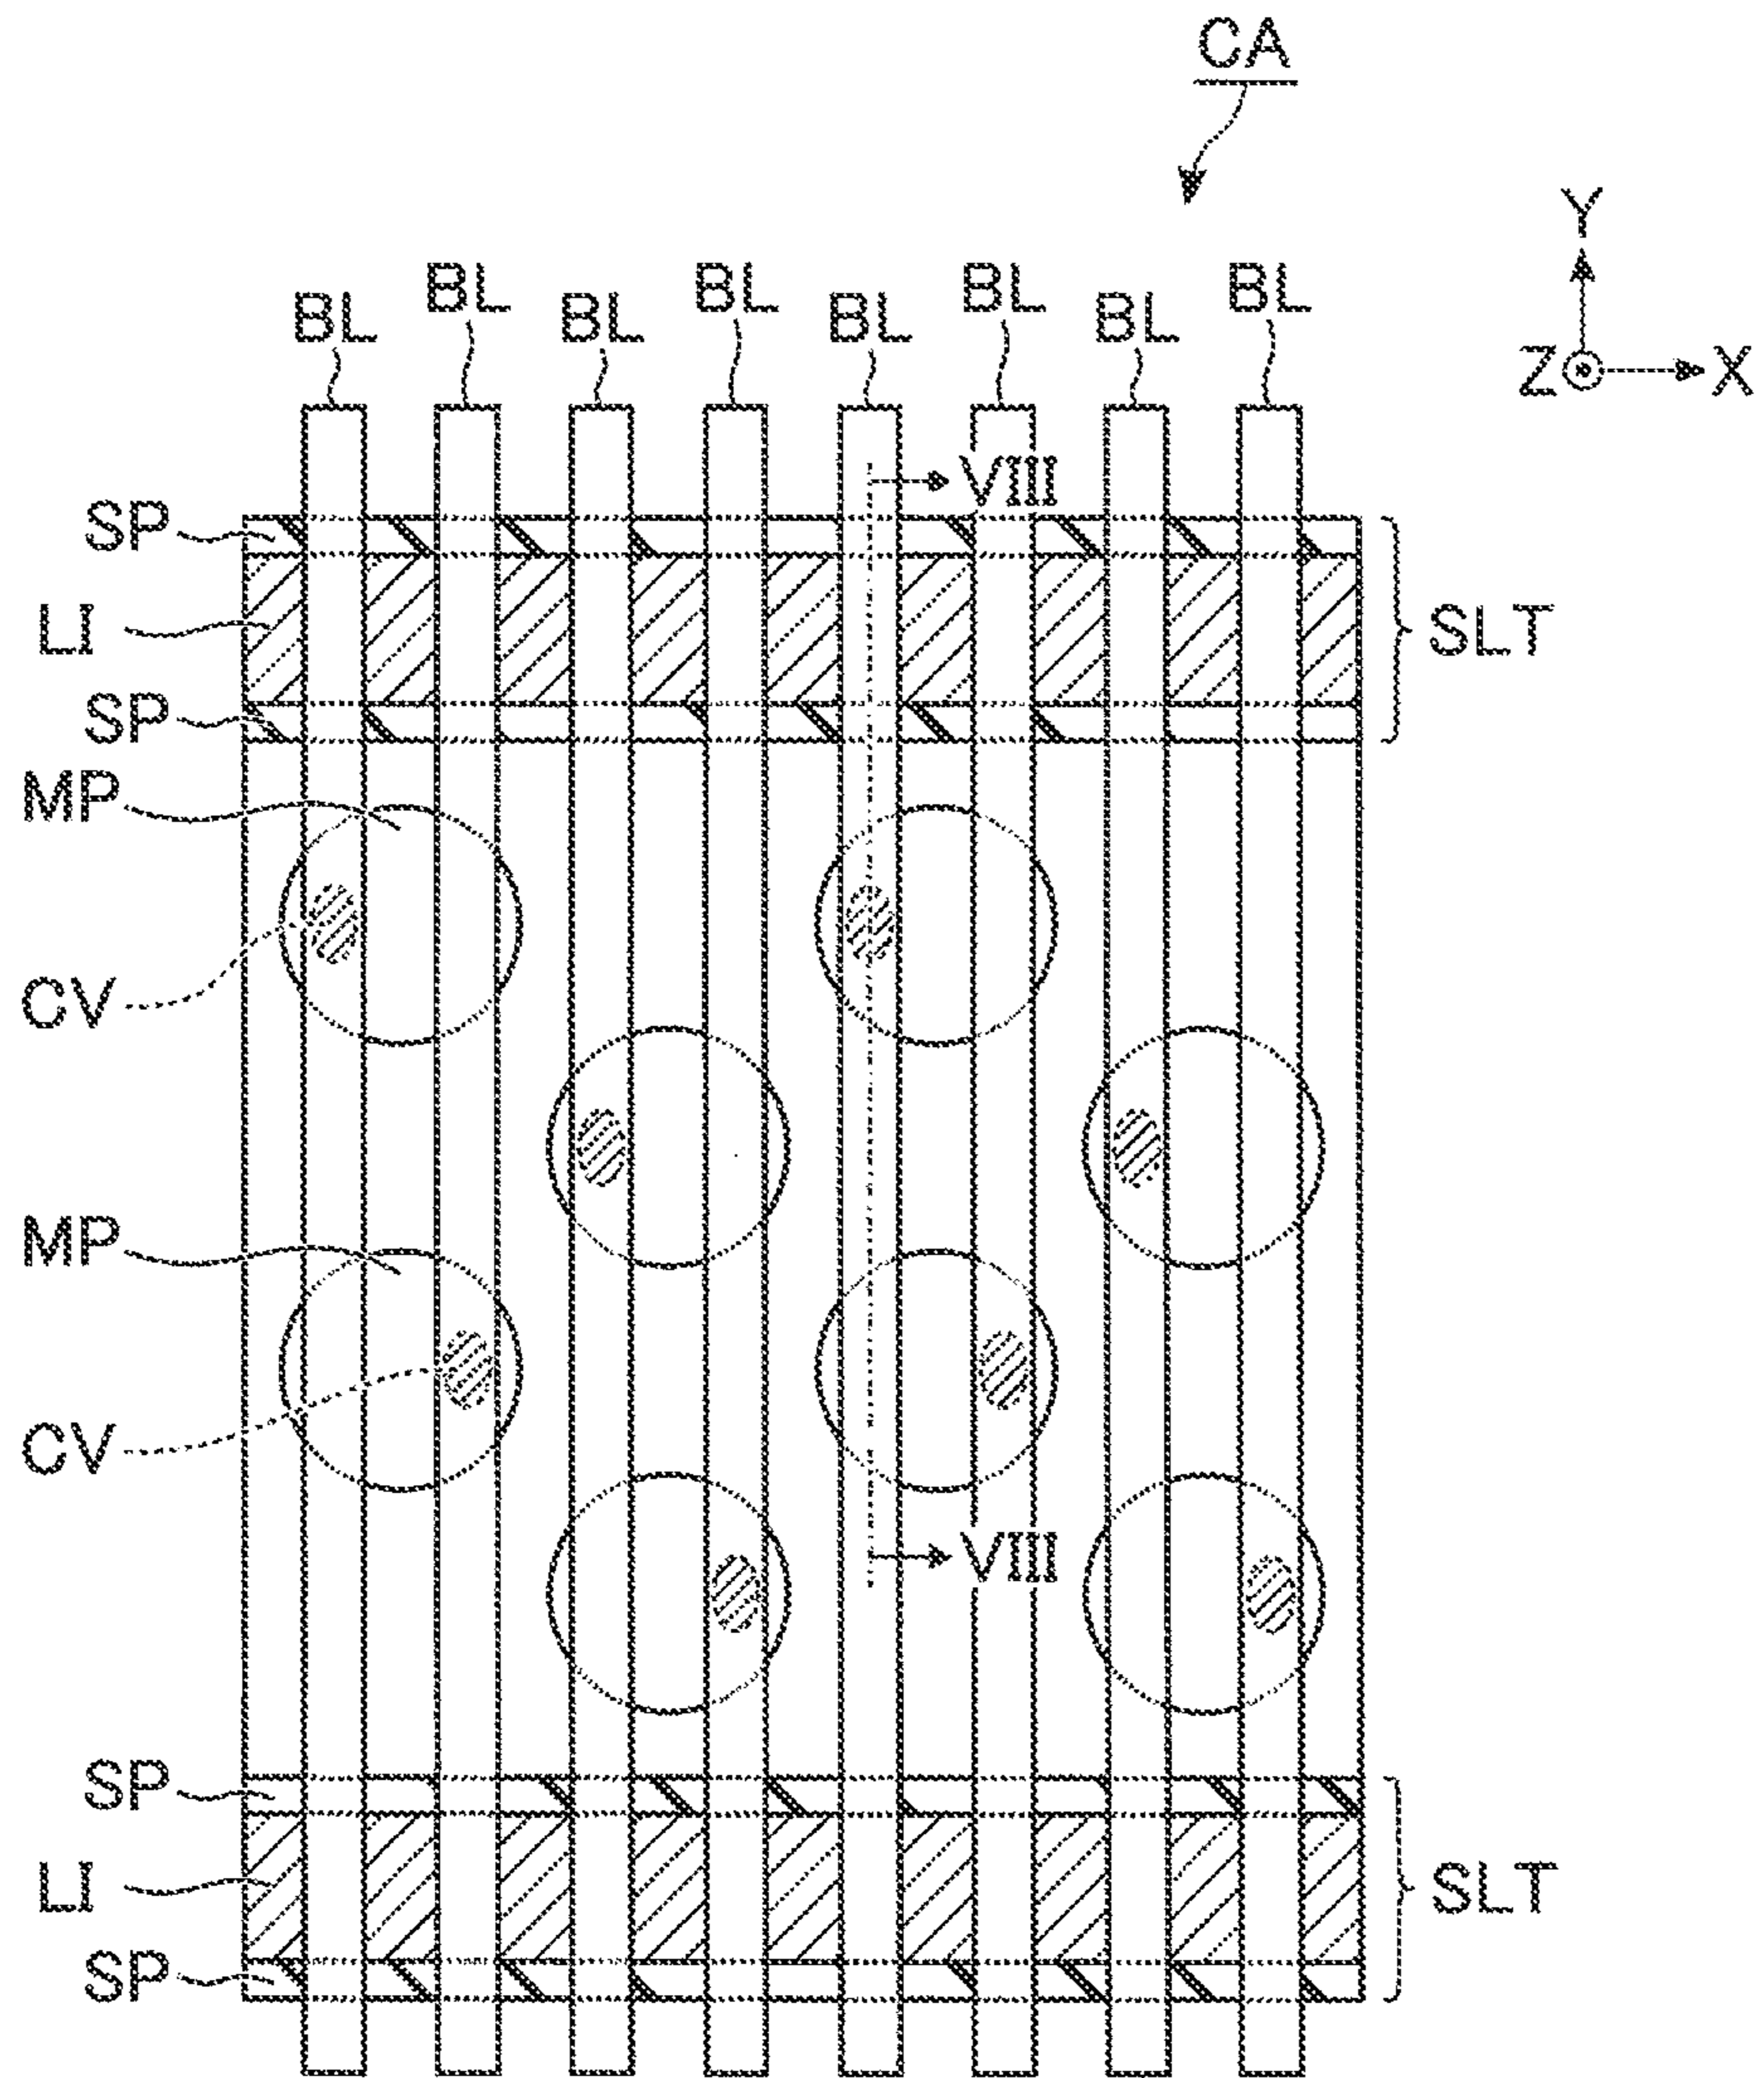 CA
Y
Z X
BL BL BL BL BL BL BL BL
VIII
SP
LI
SLT
SP
MP
CV
MP
CV
VIII
SP
LI
SLT
SP